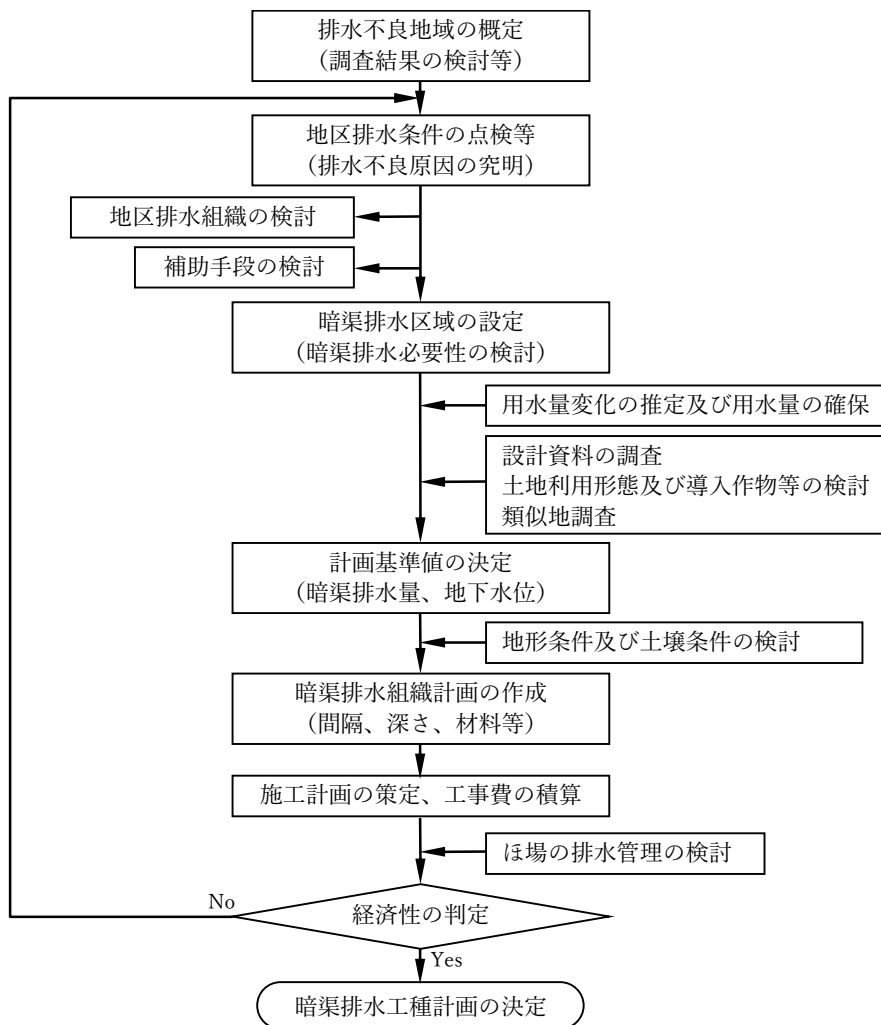 排水不良地域の概定
（調査結果の検討等）
地区排水条件の点検等
（排水不良原因の究明）
地区排水組織の検討
補助手段の検討
暗渠排水区域の設定
（暗渠排水必要性の検討）
用水量変化の推定及び用水量の確保
設計資料の調査
土地利用形態及び導入作物等の検討
類似地調査
計画基準値の決定
（暗渠排水量、地下水位）
地形条件及び土壌条件の検討
暗渠排水組織計画の作成
（間隔、深さ、材料等）
施工計画の策定、工事費の積算
ほ場の排水管理の検討
No
経済性の判定
Yes
暗渠排水工種計画の決定